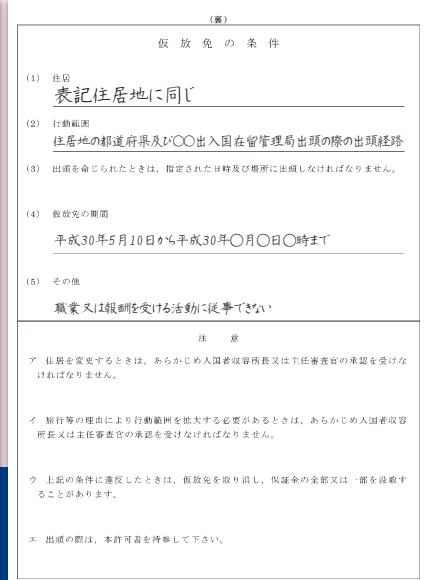 （裏）
仮放免の条件
(1) 住居
表記住居地に同じ
(2) 行動範囲
住居地の都道府県及び〇〇出入国在留管理局出頭の際の出頭経路
(3) 出頭を命じられたときは，指定された日時及び場所に出頭しなければなりません。
(4) 仮放免の期間
平成30年5月10日から平成30年〇月〇日〇時まで
(5) その他
職業又は報酬を受ける活動に従事できない
注意
ア 住居を変更するときは，あらかじめ入国者収容所長又は主任審査官の承認を受けな
ければなりません。
イ 旅行等の理由により行動範囲を拡大する必要があるときは，あらかじめ入国者収容
所長又は主任審査官の承認を受けなければなりません。
ウ 上記の条件に違反したときは，仮放免を取り消し，保証金の全部又は一部を没取す
ることがあります。
エ 出頭の際は，本許可書を持参して下さい。